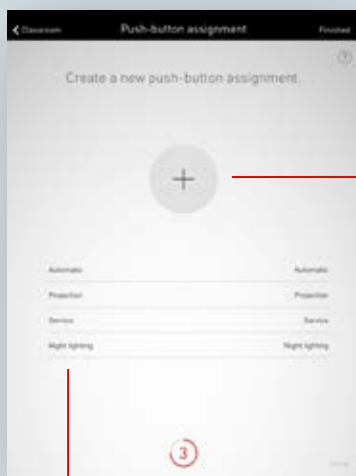 Classroom Push-button assignment Finished
?
Create a new push-button assignment.
+
Automatic Automatic
Projection Projection
Service Service
Night lighting Night lighting
3